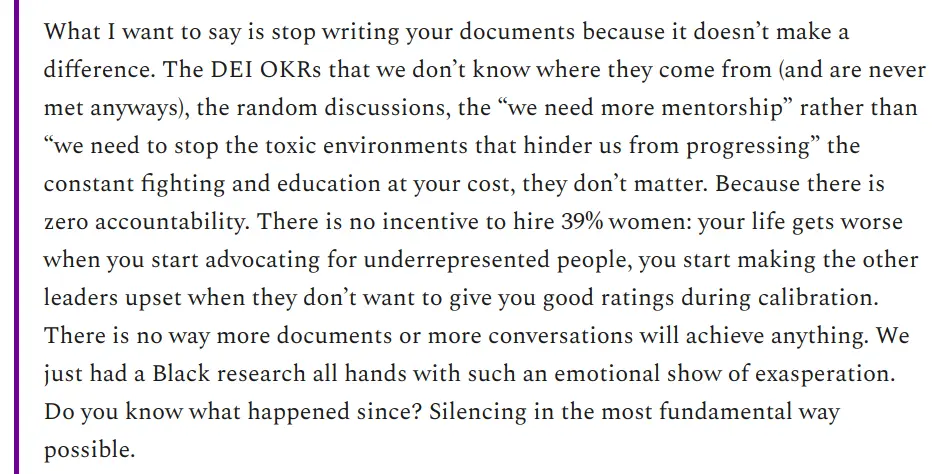 What I want to say is stop writing your documents because it doesn’t make a
difference. The DEI OKRs that we don’t know where they come from (and are never
met anyways), the random discussions, the “we need more mentorship” rather than
“we need to stop the toxic environments that hinder us from progressing” the
constant fighting and education at your cost, they don’t matter. Because there is
zero accountability. There is no incentive to hire 39% women: your life gets worse
when you start advocating for underrepresented people, you start making the other
leaders upset when they don’t want to give you good ratings during calibration.
There is no way more documents or more conversations will achieve anything. We
just had a Black research all hands with such an emotional show of exasperation.
Do you know what happened since? Silencing in the most fundamental way
possible.